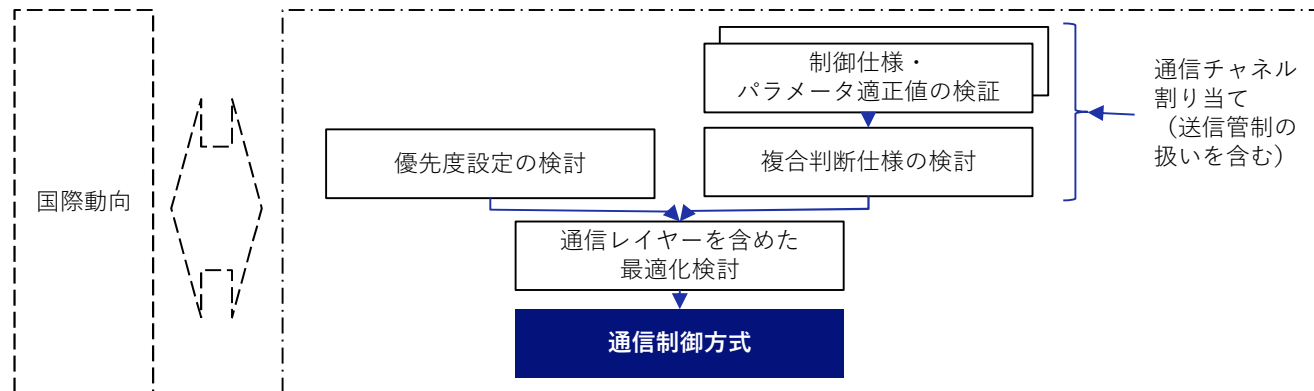 制御仕様・
パラメータ適正値の検証
通信チャネル
割り当て
（送信管制の
扱いを含む）
優先度設定の検討
複合判断仕様の検討
国際動向
通信レイヤーを含めた
最適化検討
通信制御方式